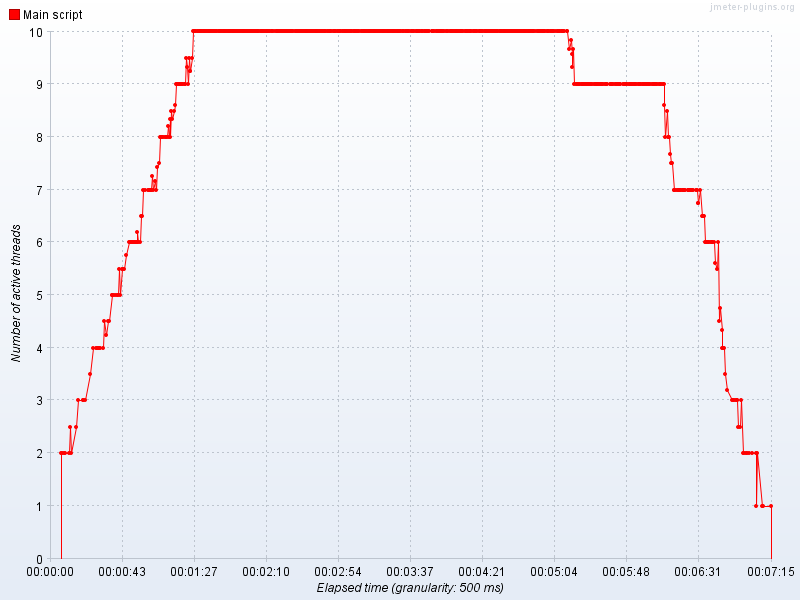 jmeter-plugins.org
Main script
10
9
8
7
6
5
4
3
2
1
0
Number of active threads
00:00:00 00:00:43 00:01:27 00:02:10 00:02:54 00:03:37 00:04:21 00:05:04 00:05:48 00:06:31 00:07:15
Elapsed time (granularity: 500 ms)